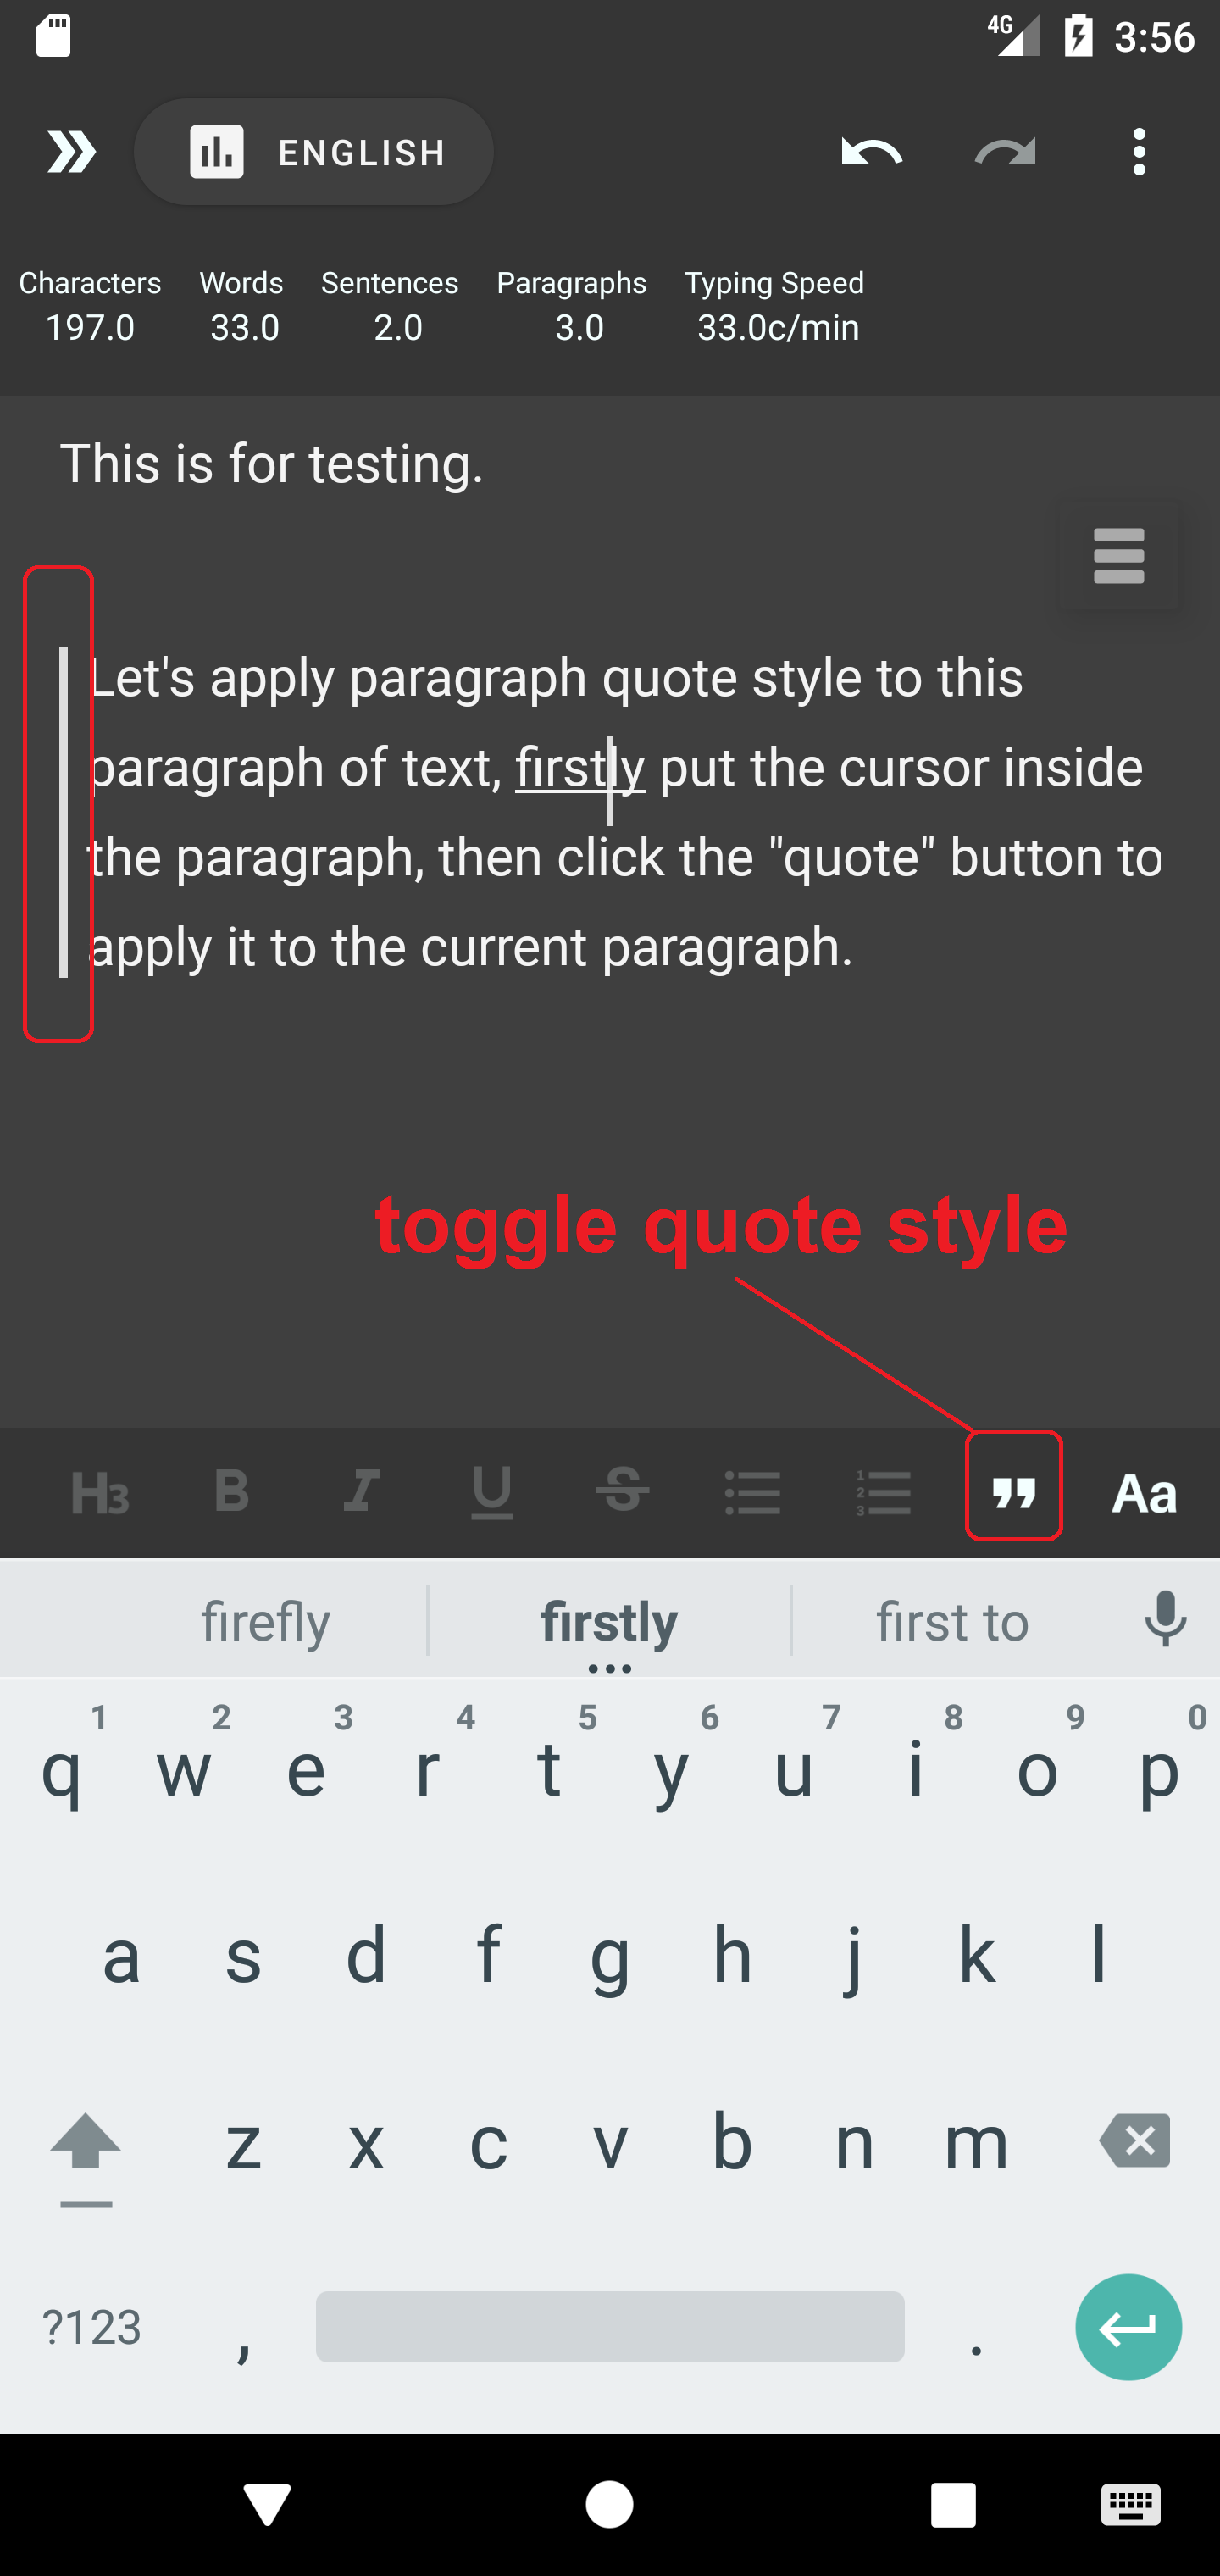 4G 3:56
ENGLISH
Characters Words Sentences Paragraphs Typing Speed
197.0 33.0 2.0 3.0 33.0c/min
This is for testing.
Let's apply paragraph quote style to this
paragraph of text, firstly put the cursor inside
the paragraph, then click the "quote" button to
apply it to the current paragraph.
toggle quote style
H3 B I U S 1 2 3 ” Aa
firefly firstly first to
1 2 3 4 5 6 7 8 9 0
q w e r t y u i o p
a s d f g h j k l
z x c v b n m
?123 , .